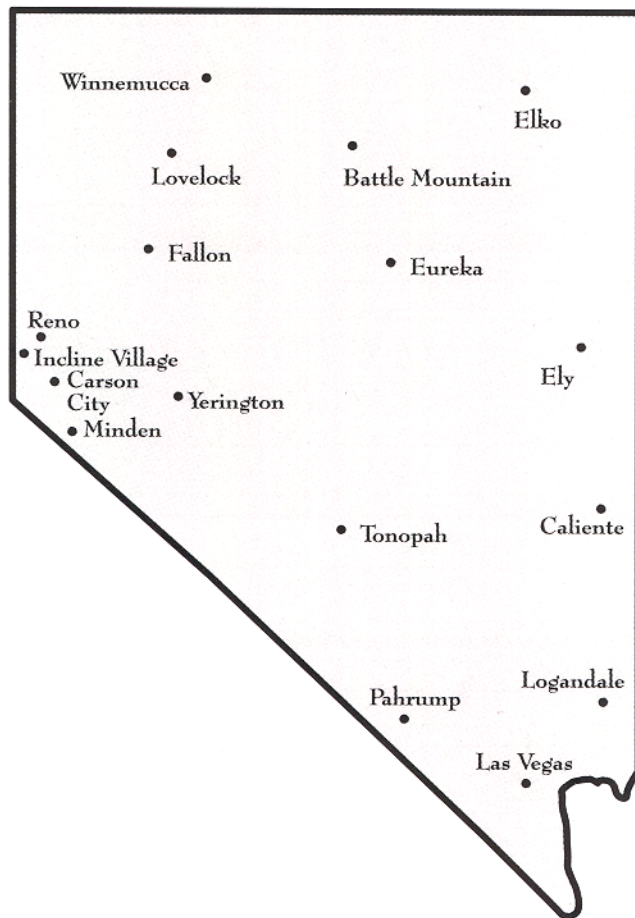 Winnemucca
Elko
Lovelock
Battle Mountain
Fallon
Eureka
Reno
Incline Village
Ely
Carson
City
Yerington
Minden
Caliente
Tonopah
Logandale
Pahrump
Las Vegas